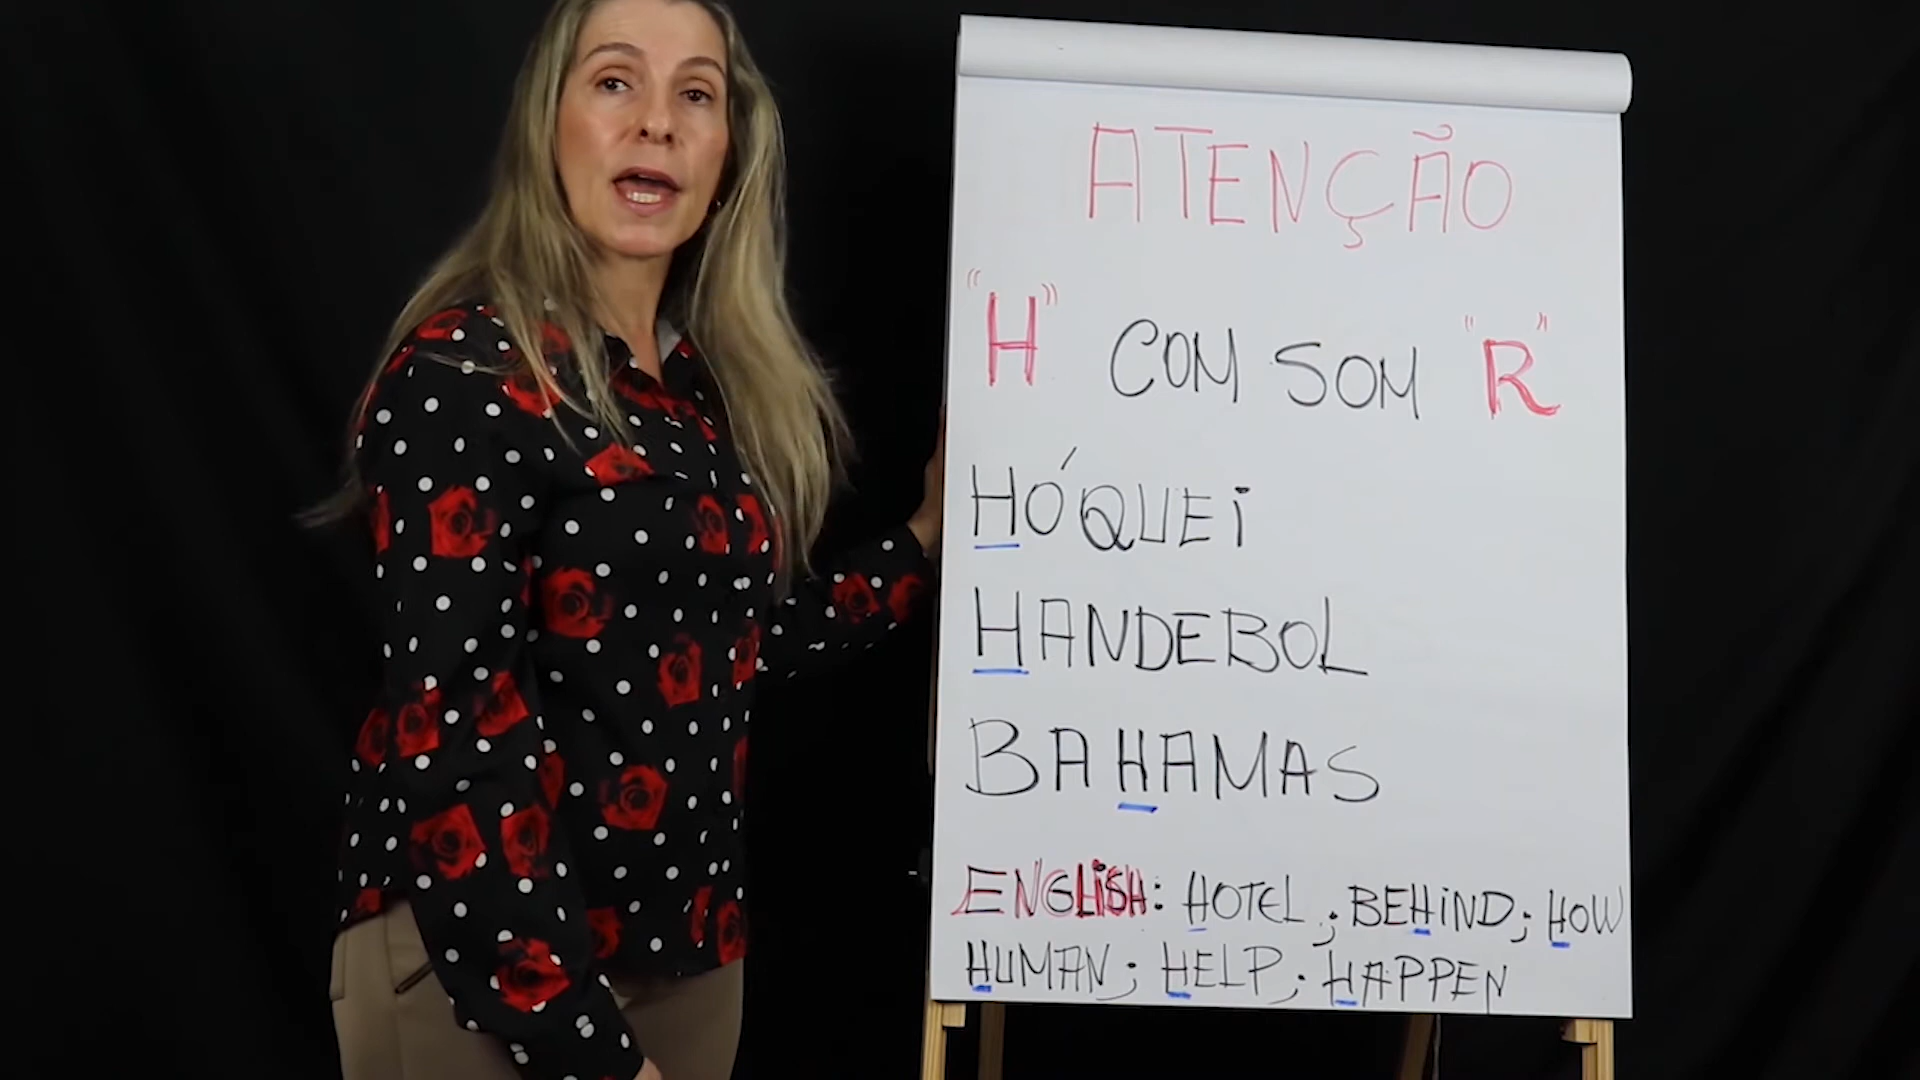 ATENÇÃO
"H" COM SOM "R"
HÓQUEi
HANDEBOL
BAHAMAS
ENGLiSH: HOTEL; BEHiND; HOW
HUMAN; HELP; HAPPEN